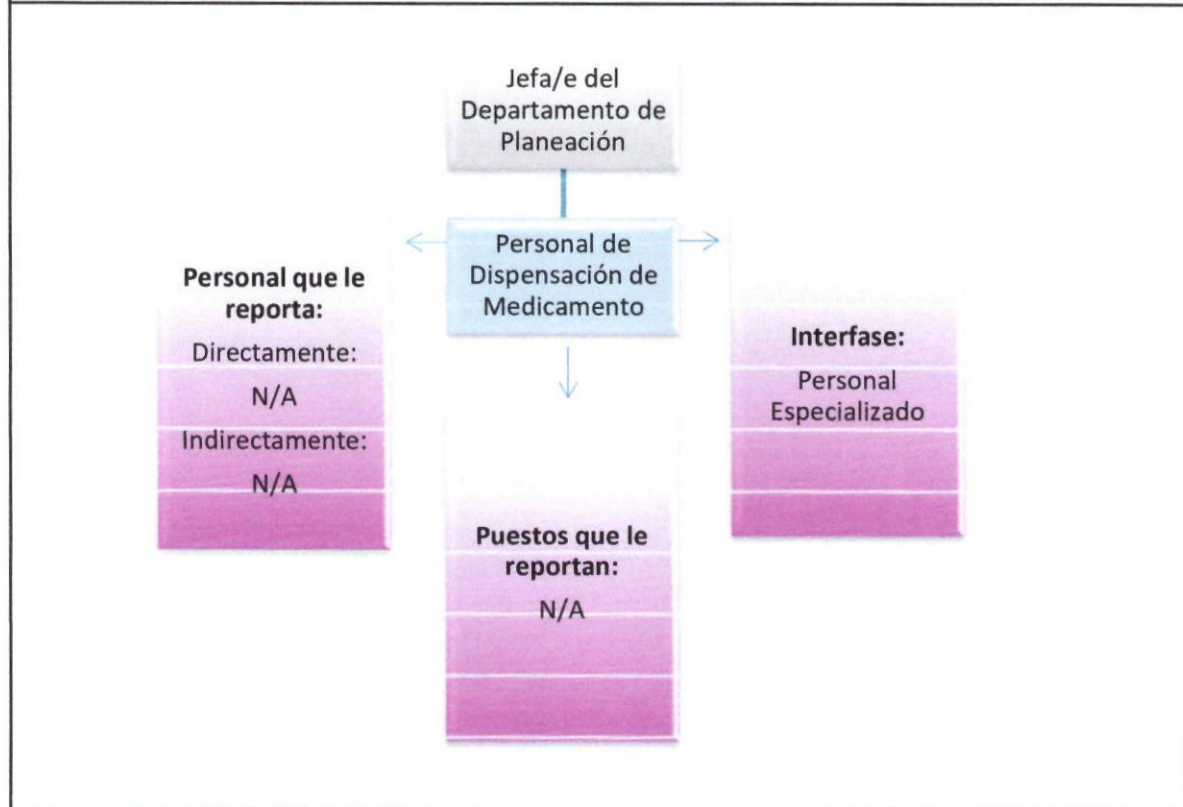 Jefa/e del
Departamento de
Planeación
Personal de
Dispensación de
Medicamento
Personal que le
reporta:
Directamente:
N/A
Indirectamente:
N/A
Interfase:
Personal
Especializado
Puestos que le
reportan:
N/A